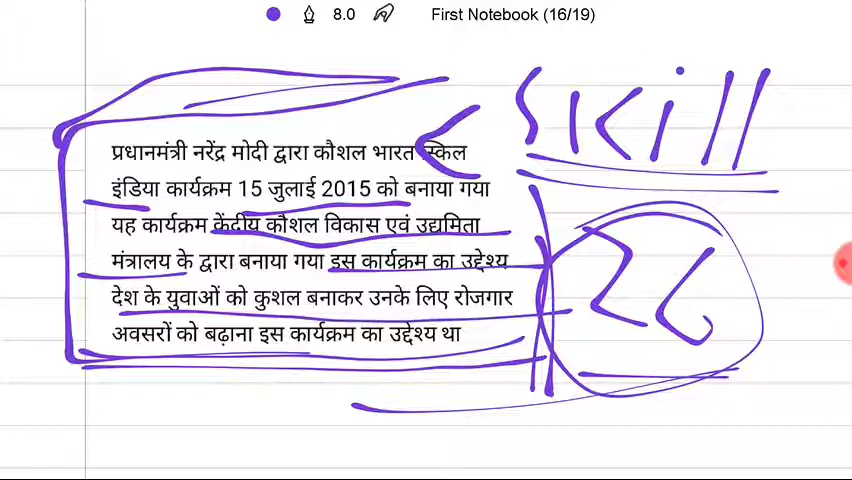 8.0 First Notebook (16/19)
skill
प्रधानमंत्री नरेंद्र मोदी द्वारा कौशल भारत स्किल
इंडिया कार्यक्रम 15 जुलाई 2015 को बनाया गया
यह कार्यक्रम केंदीय कौशल विकास एवं उद्यमिता
मंत्रालय के द्वारा बनाया गया इस कार्यक्रम का उद्देश्य
देश के युवाओं को कुशल बनाकर उनके लिए रोजगार
अवसरों को बढ़ाना इस कार्यक्रम का उद्देश्य था